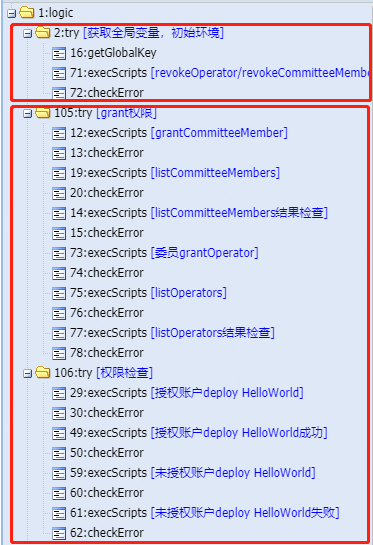 1:logic
2:try [获取全局变量，初始环境]
16:getGlobalKey
71:execScripts [revokeOperator/revokeCommitteeMembe
72:checkError
105:try [grant权限]
12:execScripts [grantCommitteeMember]
13:checkError
19:execScripts [listCommitteeMembers]
20:checkError
14:execScripts [listCommitteeMembers结果检查]
15:checkError
73:execScripts [委员grantOperator]
74:checkError
75:execScripts [listOperators]
76:checkError
77:execScripts [listOperators结果检查]
78:checkError
106:try [权限检查]
29:execScripts [授权账户deploy HelloWorld]
30:checkError
49:execScripts [授权账户deploy HelloWorld成功]
50:checkError
59:execScripts [未授权账户deploy HelloWorld]
60:checkError
61:execScripts [未授权账户deploy HelloWorld失败]
62:checkError